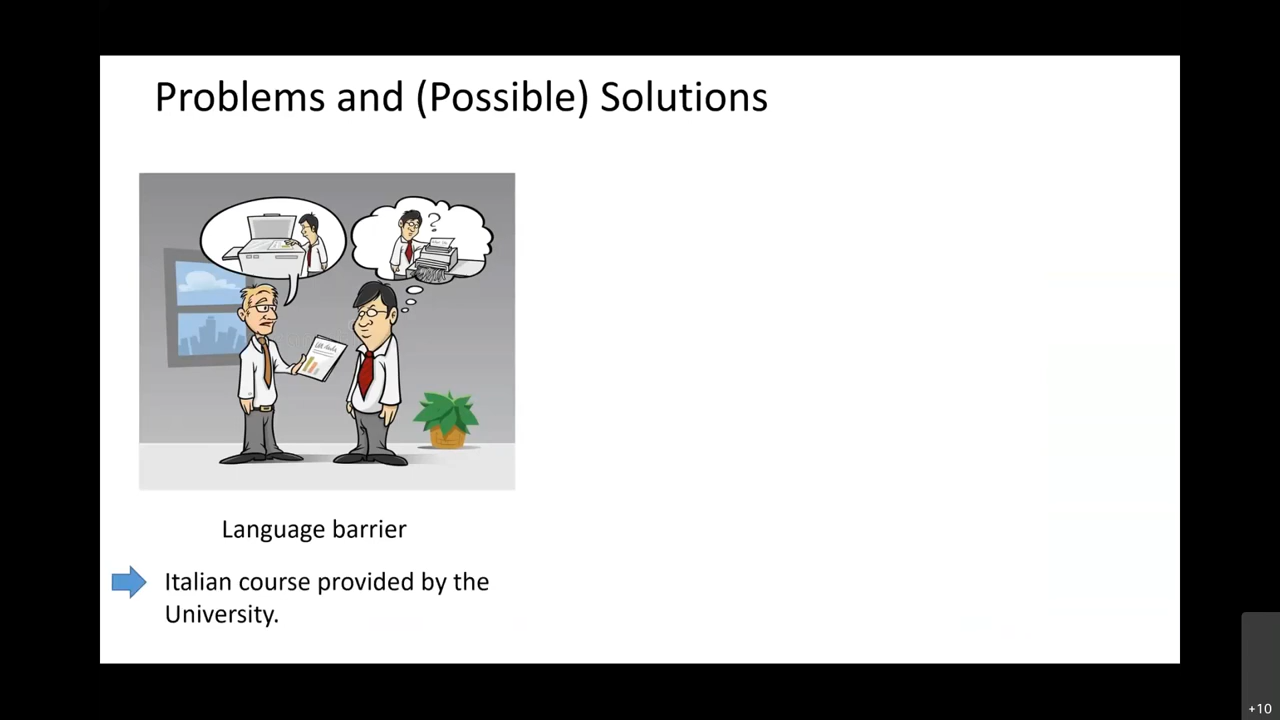 Problems and (Possible) Solutions
?
Language barrier
Italian course provided by the
University.
+10